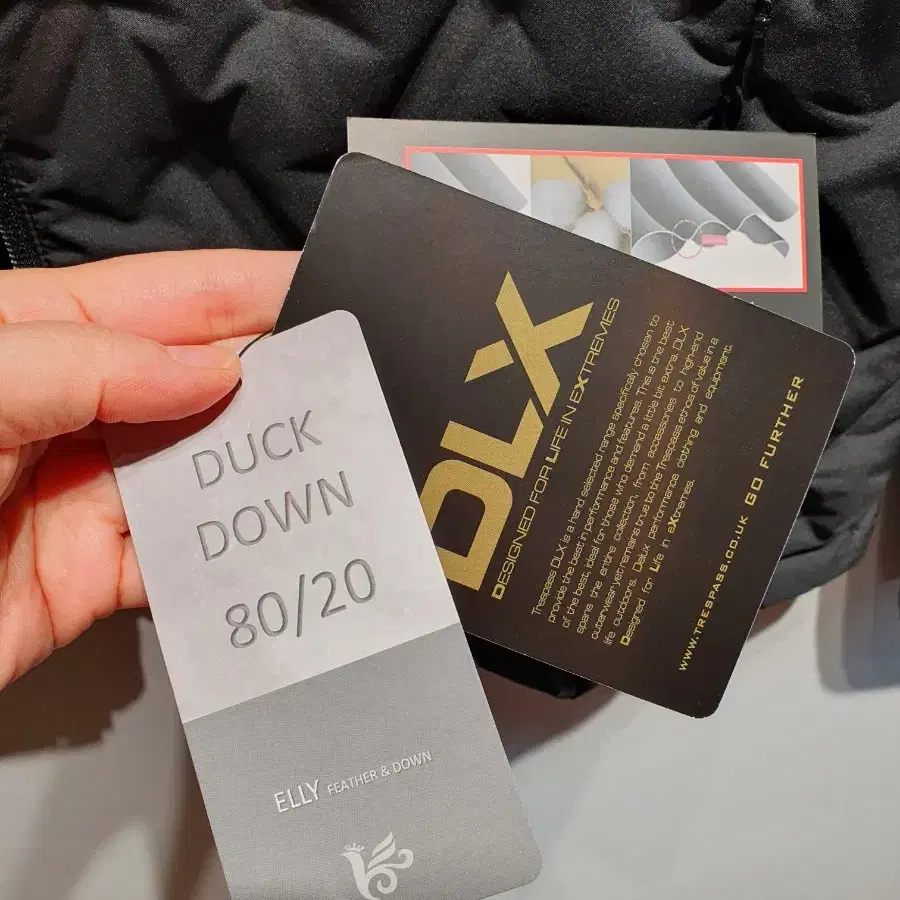 DUCK
DOWN
80/20
ELLY FEATHER & DOWN
DLX
DESIGNED FOR LIFE IN EXTREMES
Trespass DLX is a hand selected range specifically chosen to
provide the best in performance and features. This is the best
of the best, ideal for those who demand a little bit extra. DLX
spans the entire collection, from accessories to high-end
outerwear yet remains true to the Trespass ethos of value in a
life outdoors. Delux performance clothing and equipment.
Designed for Life in eXtremes.
WWW.TRESPASS.CO.UK GO FURTHER